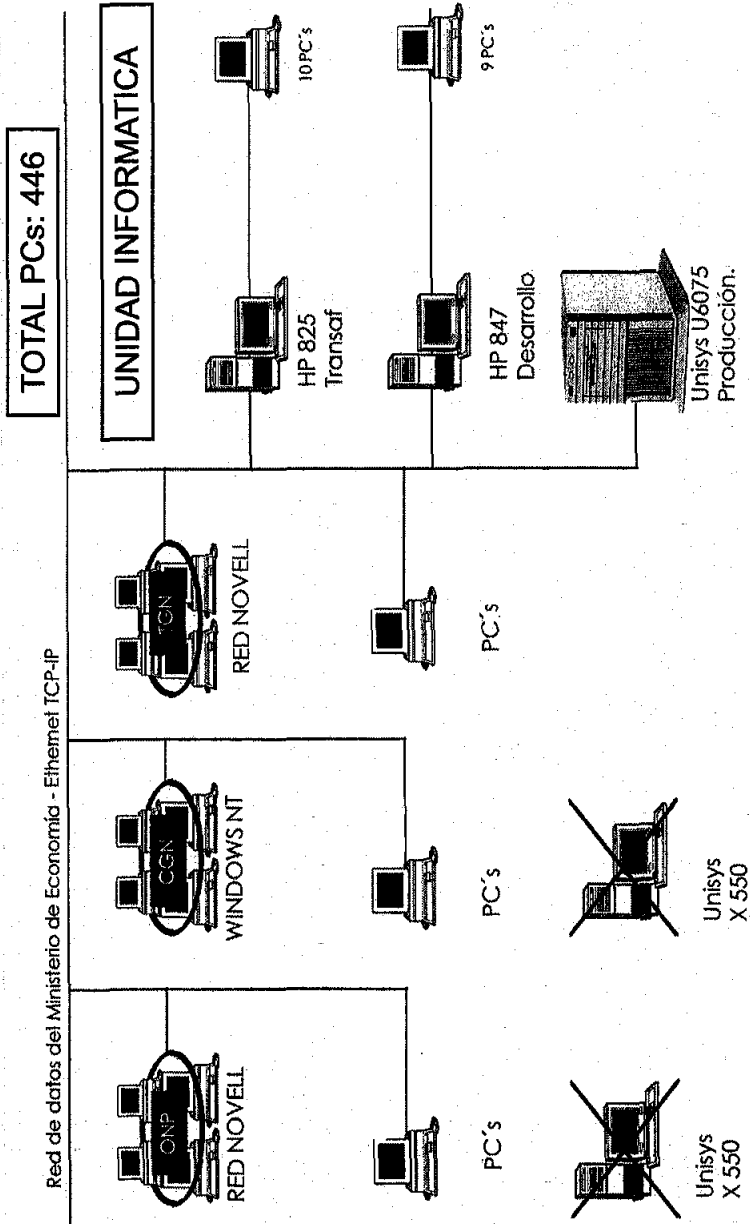 TOTAL PCs: 446
Red de datos del Ministerio de Economía - Ethernet TCP-IP
UNIDAD INFORMATICA
ONP
RED NOVELL
CGN
WINDOWS NT
TGN
RED NOVELL
HP 825
Transaf
10 PC´s
PC´s
PC´s
PC´s
HP 847
Desarrollo
9 PC´s
Unisys
X 550
Unisys
X 550
Unisys U6075
Producción.